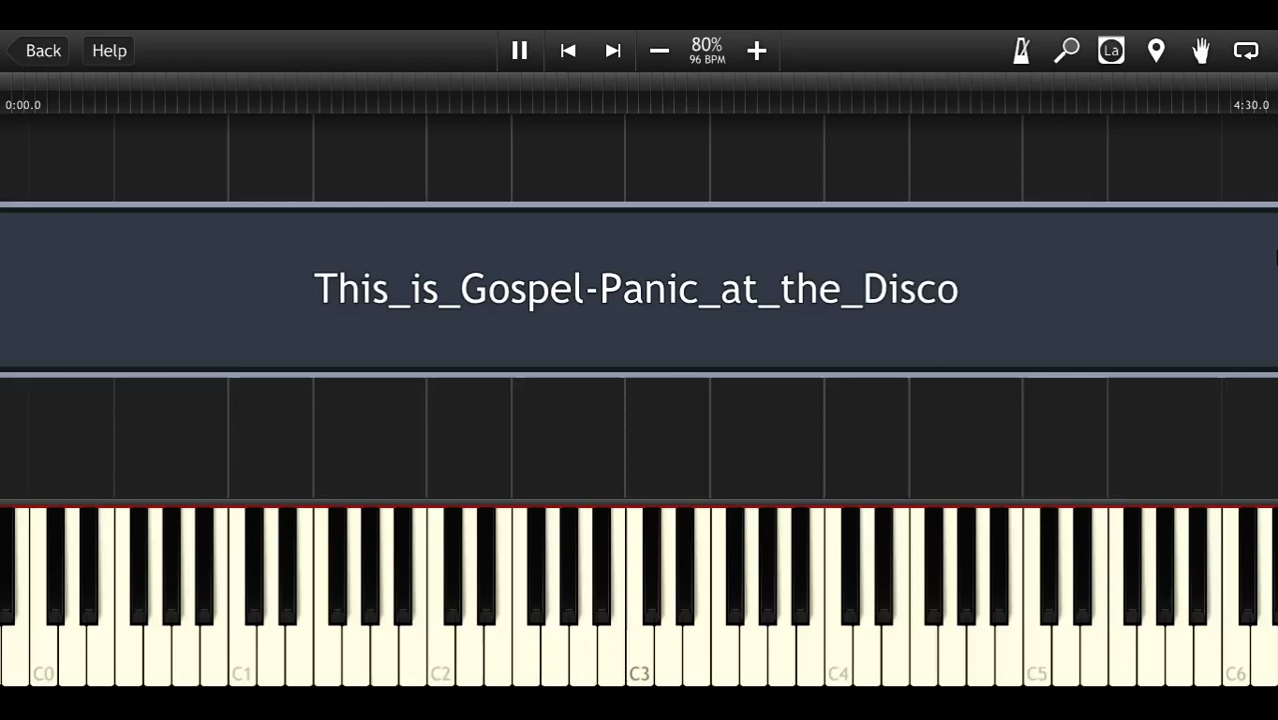 Back Help 80% La
96 BPM
0:00.0 4:30.0
This_is_Gospel-Panic_at_the_Disco
C0 C1 C2 C3 C4 C5 C6